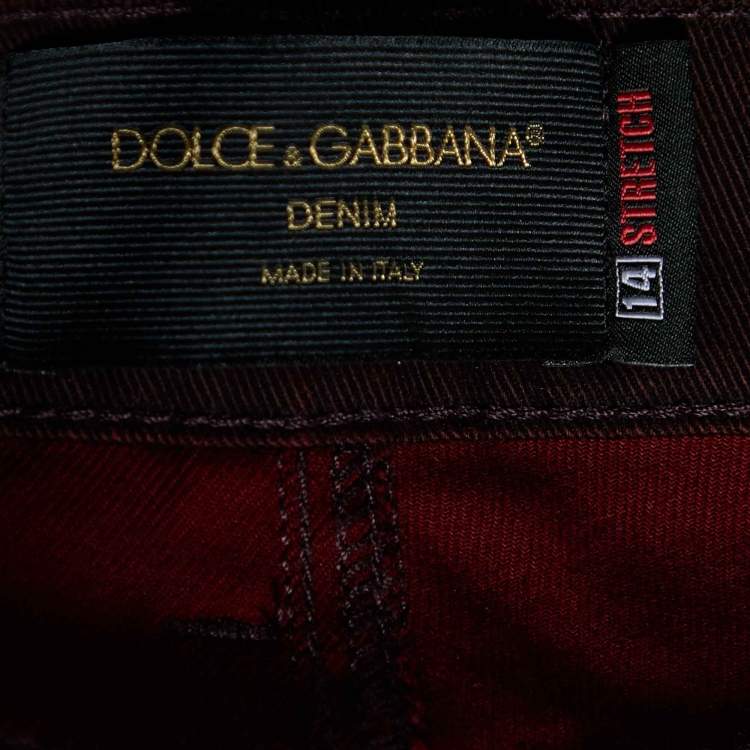 DOLCE & GABBANA®
DENIM
MADE IN ITALY
14 STRETCH